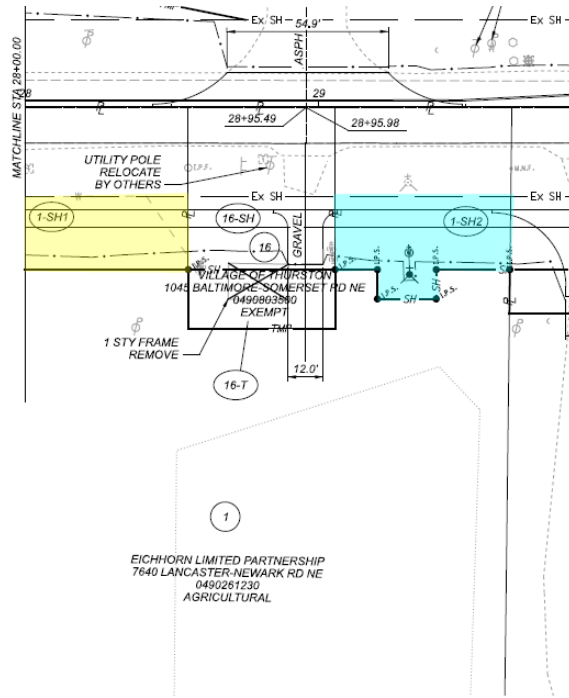 Ex SH
54.9'
Ex SH
ASPH
MATCHLINE STA 28+00.00
28
29
28+95.49
28+95.98
UTILITY POLE
RELOCATE
BY OTHERS
I.P.F.
Ex SH
Ex SH
1-SH1
16-SH
1-SH2
16
GRAVEL
I.P.S.
SH
I.P.S.
I.P.S.
SH
I.P.S.
VILLAGE OF THURSTON
1045 BALTIMORE-SOMERSET RD NE
0490803500
EXEMPT
SH
I.P.S.
SH
I.P.S.
1 STY FRAME
REMOVE
TMP
12.0'
16-T
1
EICHHORN LIMITED PARTNERSHIP
7640 LANCASTER-NEWARK RD NE
0490261230
AGRICULTURAL